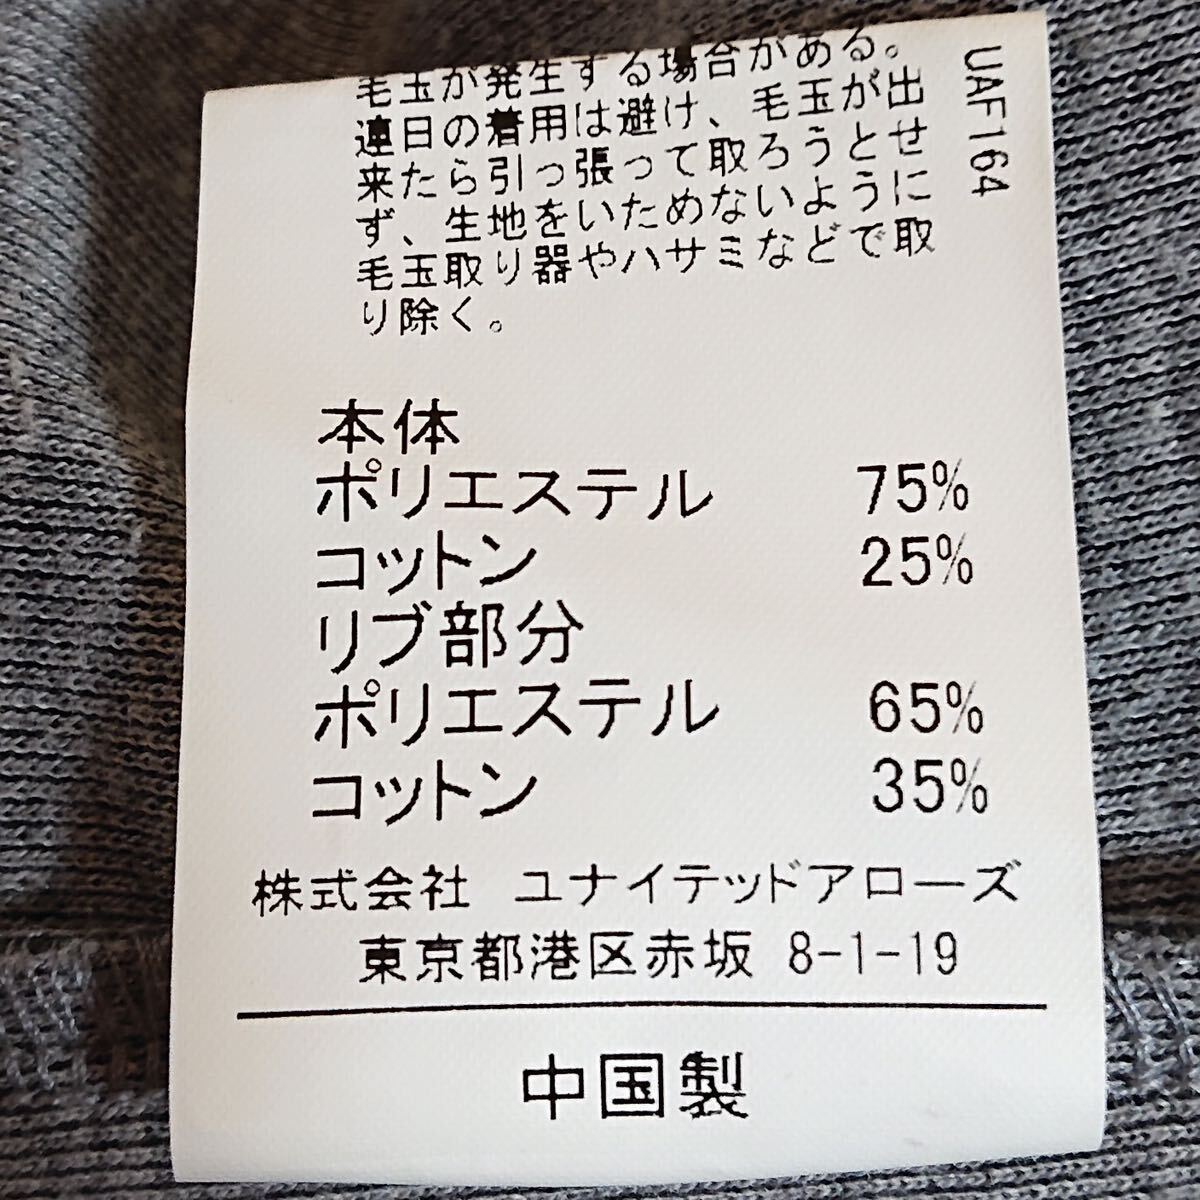 毛玉が発生する場合がある。
連日の着用は避け、毛玉が出
来たら引っ張って取ろうとせ
ず、生地をいためないように
毛玉取り器やハサミなどで取
り除く。
UAF164
本体
ポリエステル 75%
コットン 25%
リブ部分
ポリエステル 65%
コットン 35%
株式会社 ユナイテッドアローズ
東京都港区赤坂 8-1-19
中国製